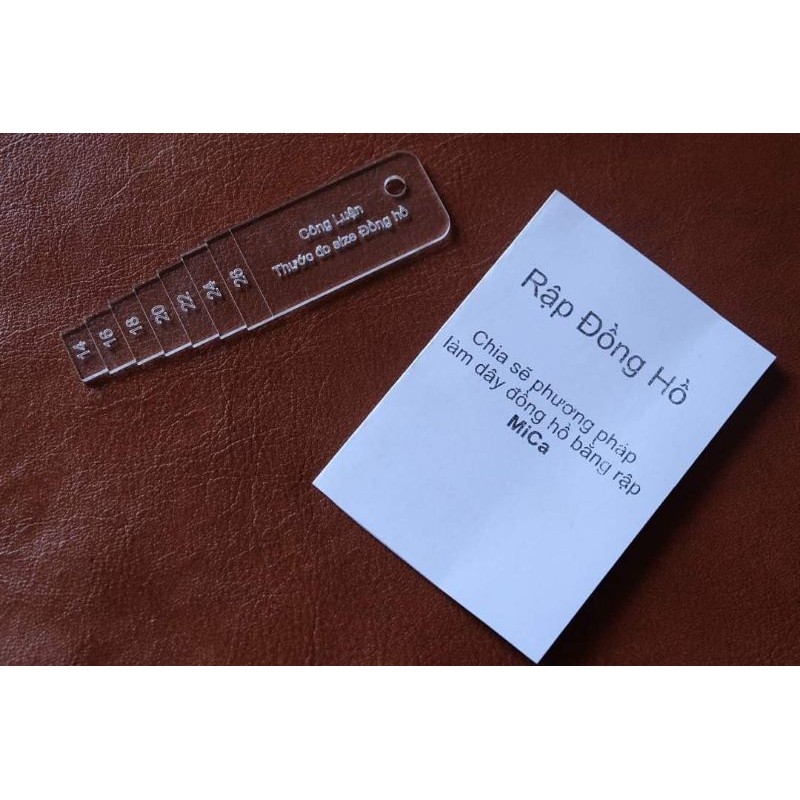 Công Luận
Thước đo size Đồng hồ
14
16
18
20
22
24
26
Rập Đồng Hồ
Chia sẽ phương pháp
làm dây đồng hồ bằng rập
MiCa